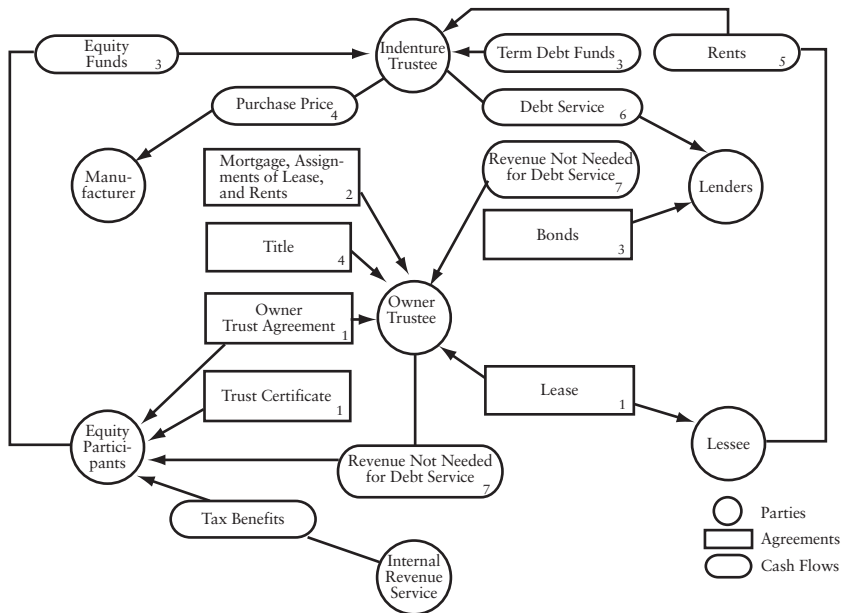 Equity
Funds
3
Indenture
Trustee
Term Debt Funds
3
Rents
5
Purchase Price
4
Debt Service
6
Manu-
facturer
Mortgage, Assign-
ments of Lease,
and Rents
2
Revenue Not Needed
for Debt Service
7
Lenders
Title
4
Bonds
3
Owner
Trust Agreement
1
Owner
Trustee
Trust Certificate
1
Lease
1
Equity
Partici-
pants
Revenue Not Needed
for Debt Service
7
Lessee
Tax Benefits
Internal
Revenue
Service
Parties
Agreements
Cash Flows